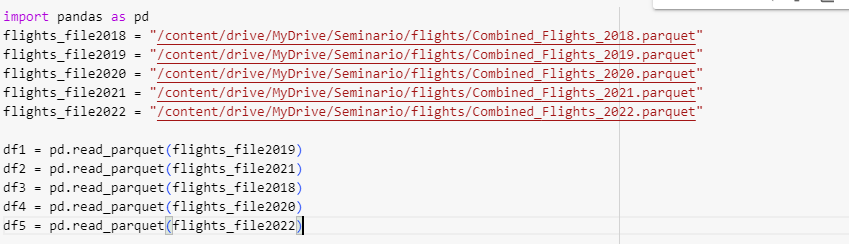 import pandas as pd
flights_file2018 = "/content/drive/MyDrive/Seminario/flights/Combined_Flights_2018.parquet"
flights_file2019 = "/content/drive/MyDrive/Seminario/flights/Combined_Flights_2019.parquet"
flights_file2020 = "/content/drive/MyDrive/Seminario/flights/Combined_Flights_2020.parquet"
flights_file2021 = "/content/drive/MyDrive/Seminario/flights/Combined_Flights_2021.parquet"
flights_file2022 = "/content/drive/MyDrive/Seminario/flights/Combined_Flights_2022.parquet"

df1 = pd.read_parquet(flights_file2019)
df2 = pd.read_parquet(flights_file2021)
df3 = pd.read_parquet(flights_file2018)
df4 = pd.read_parquet(flights_file2020)
df5 = pd.read_parquet(flights_file2022)